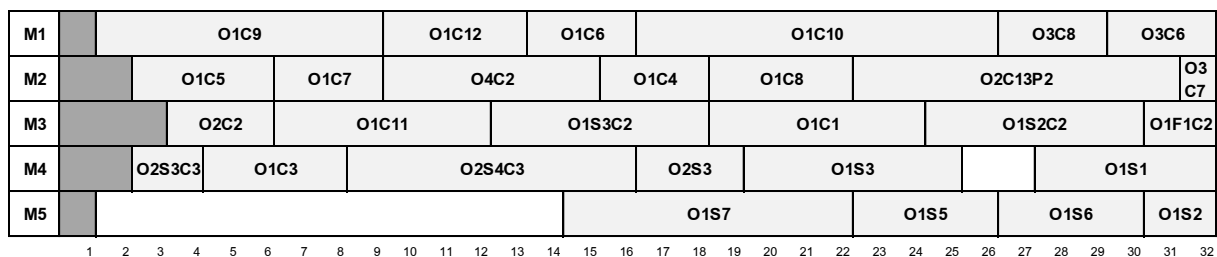 M1 O1C9 O1C12 O1C6 O1C10 O3C8 O3C6
M2 O1C5 O1C7 O4C2 O1C4 O1C8 O2C13P2 O3
C7
M3 O2C2 O1C11 O1S3C2 O1C1 O1S2C2 O1F1C2
M4 O2S3C3 O1C3 O2S4C3 O2S3 O1S3 O1S1
M5 O1S7 O1S5 O1S6 O1S2
1 2 3 4 5 6 7 8 9 10 11 12 13 14 15 16 17 18 19 20 21 22 23 24 25 26 27 28 29 30 31 32